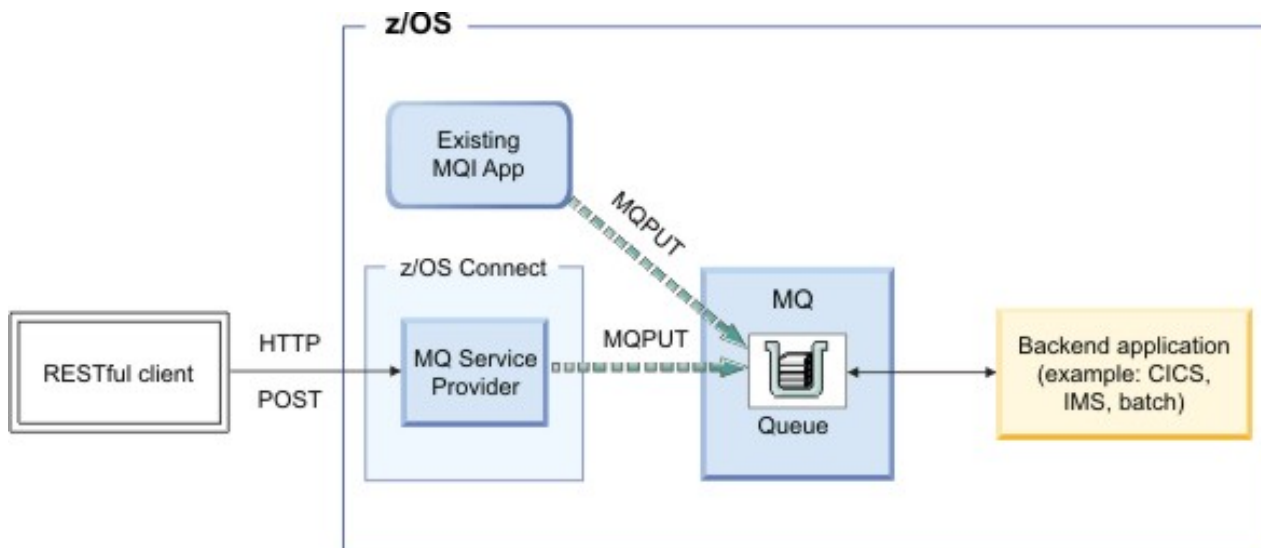 z/OS
Existing
MQI App
MQPUT
z/OS Connect
MQ
RESTful client
HTTP
POST
MQ Service
Provider
MQPUT
Queue
Backend application
(example: CICS,
IMS, batch)